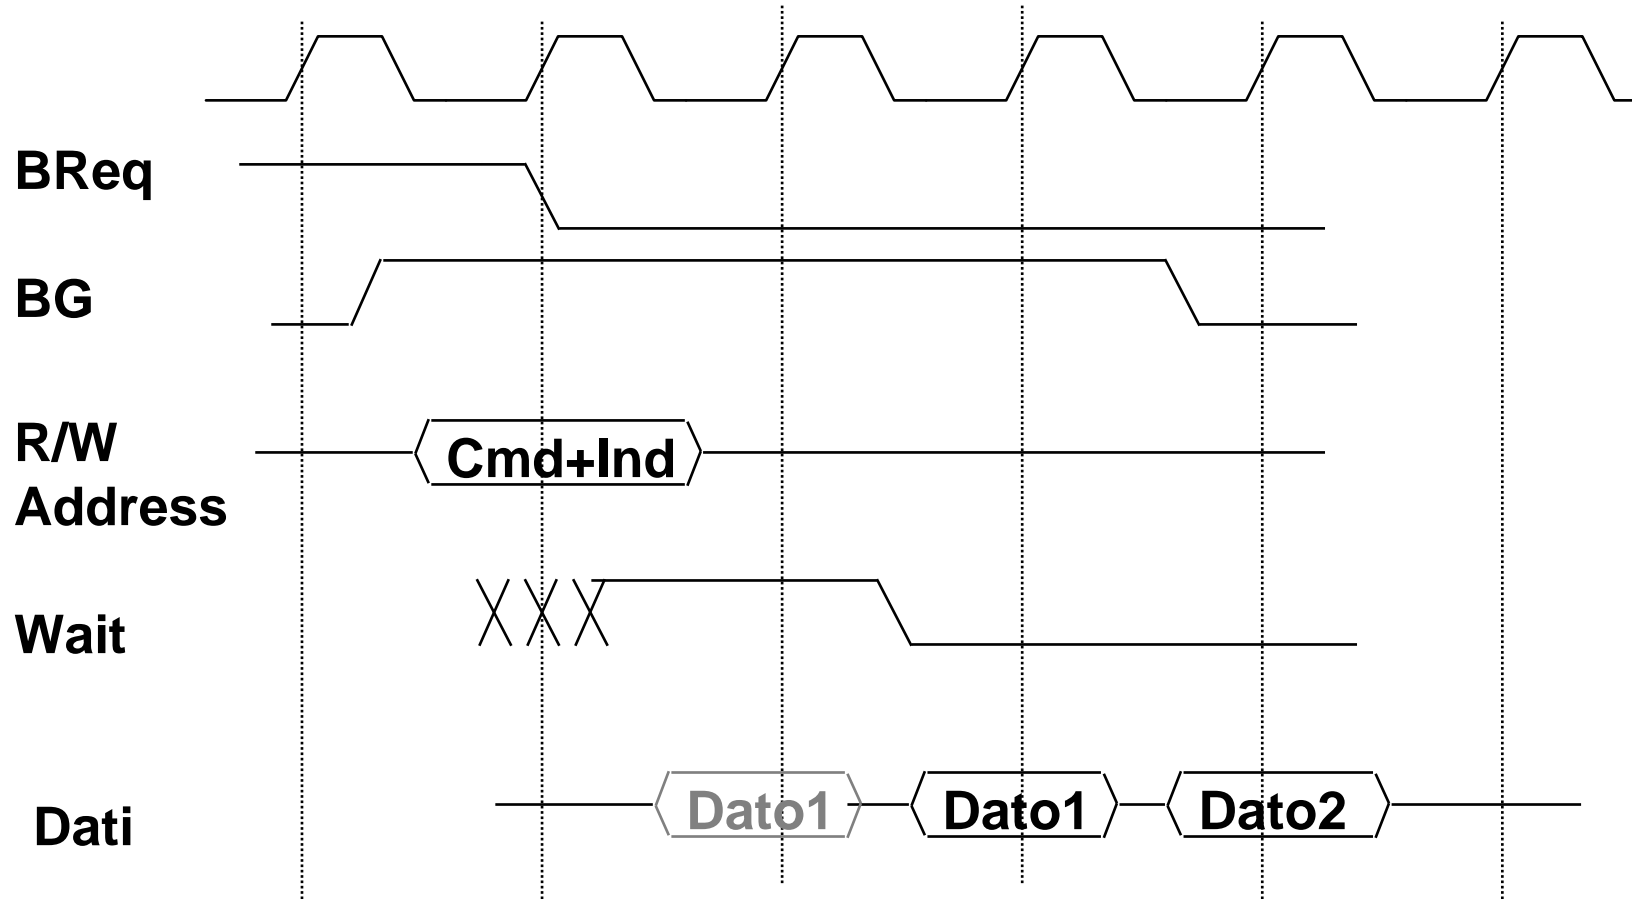 BReq
BG
R/W
Address
Cmd+Ind
Wait
Dati
Dato1
Dato1
Dato2